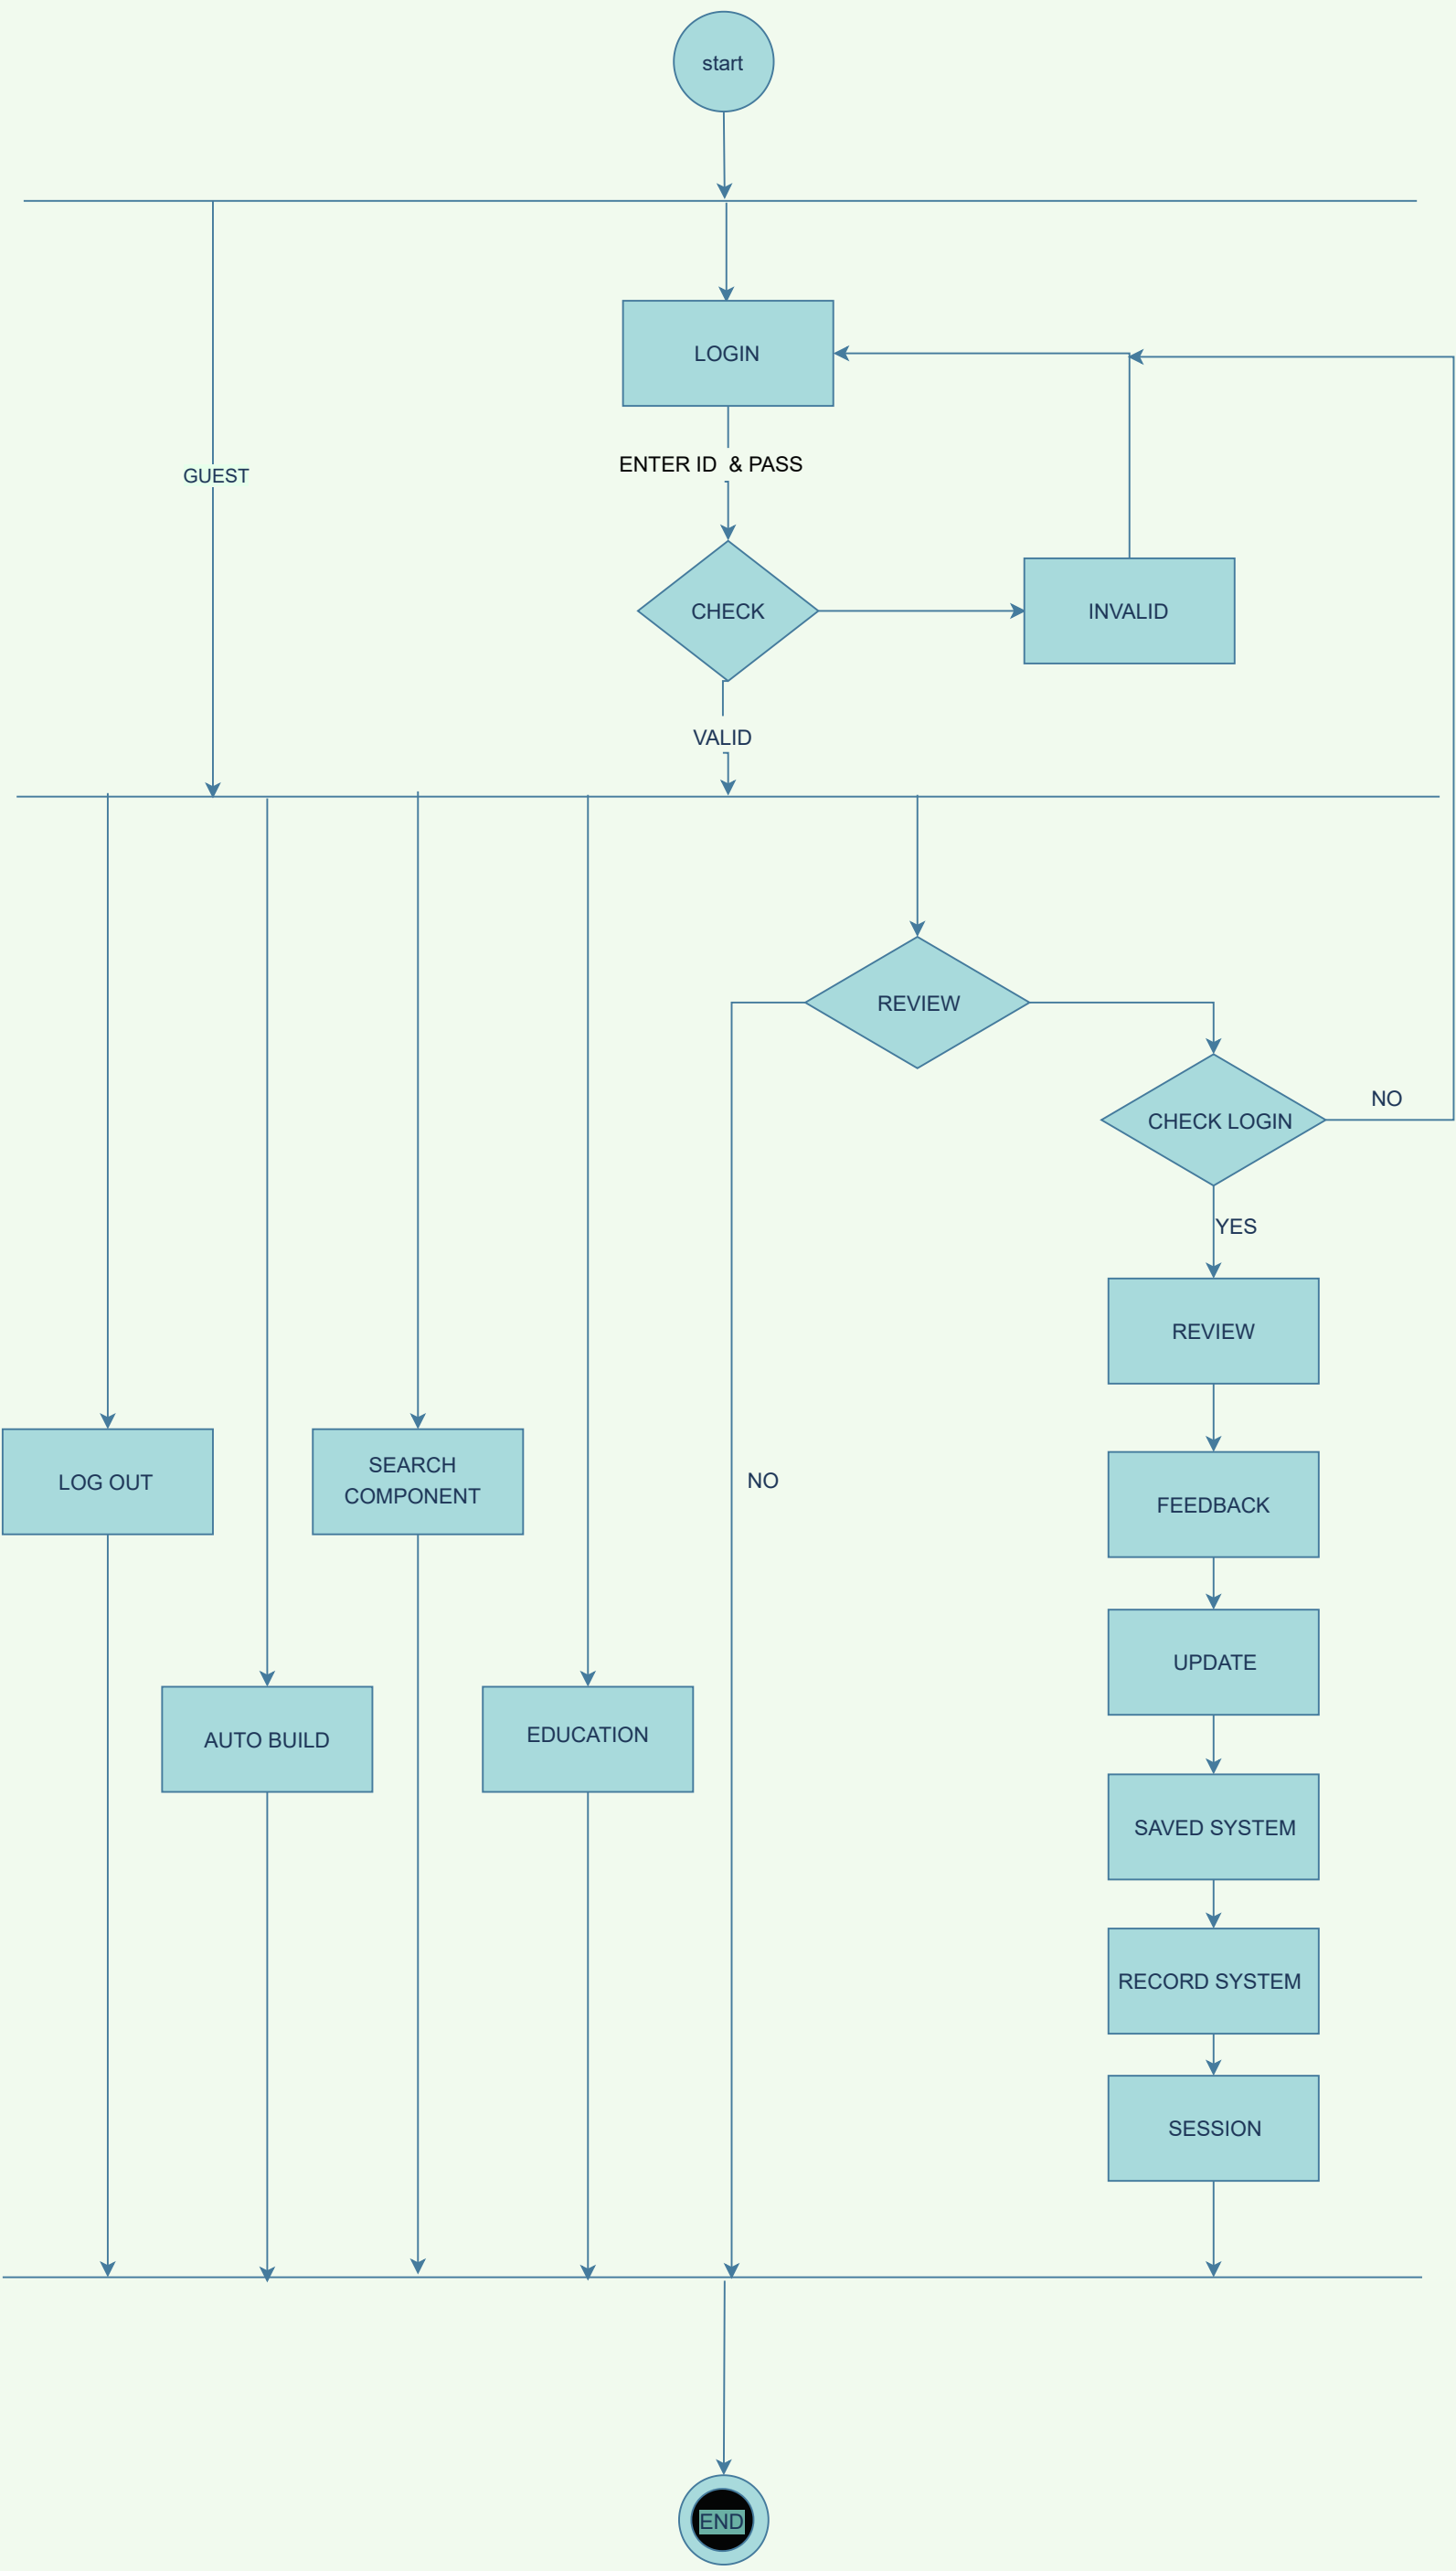 start
LOGIN
ENTER ID  & PASS
GUEST
CHECK
INVALID
VALID
REVIEW
CHECK LOGIN
NO
YES
REVIEW
LOG OUT
SEARCH
COMPONENT
NO
FEEDBACK
UPDATE
AUTO BUILD
EDUCATION
SAVED SYSTEM
RECORD SYSTEM
SESSION
END